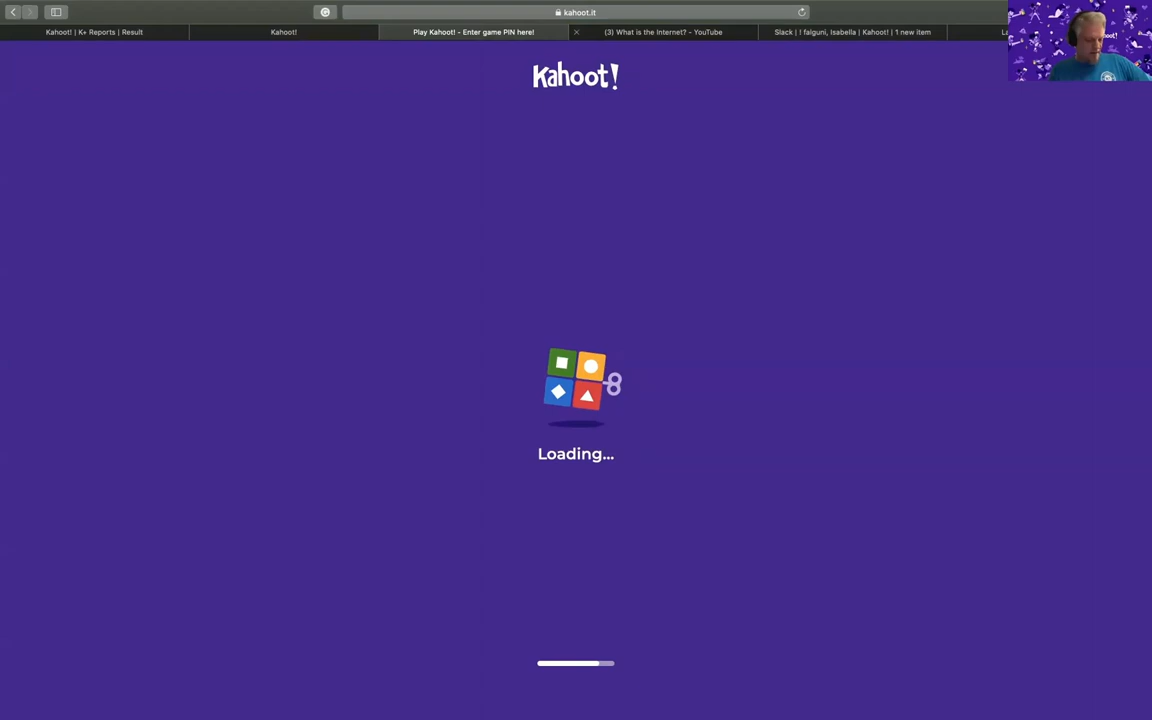 kahoot.it
Kahoot! | K+ Reports | Result
Kahoot!
Play Kahoot! - Enter game PIN here!
(3) What is the Internet? - YouTube
Slack | ! falguni, Isabella | Kahoot! | 1 new item
Kahoot!
Loading...